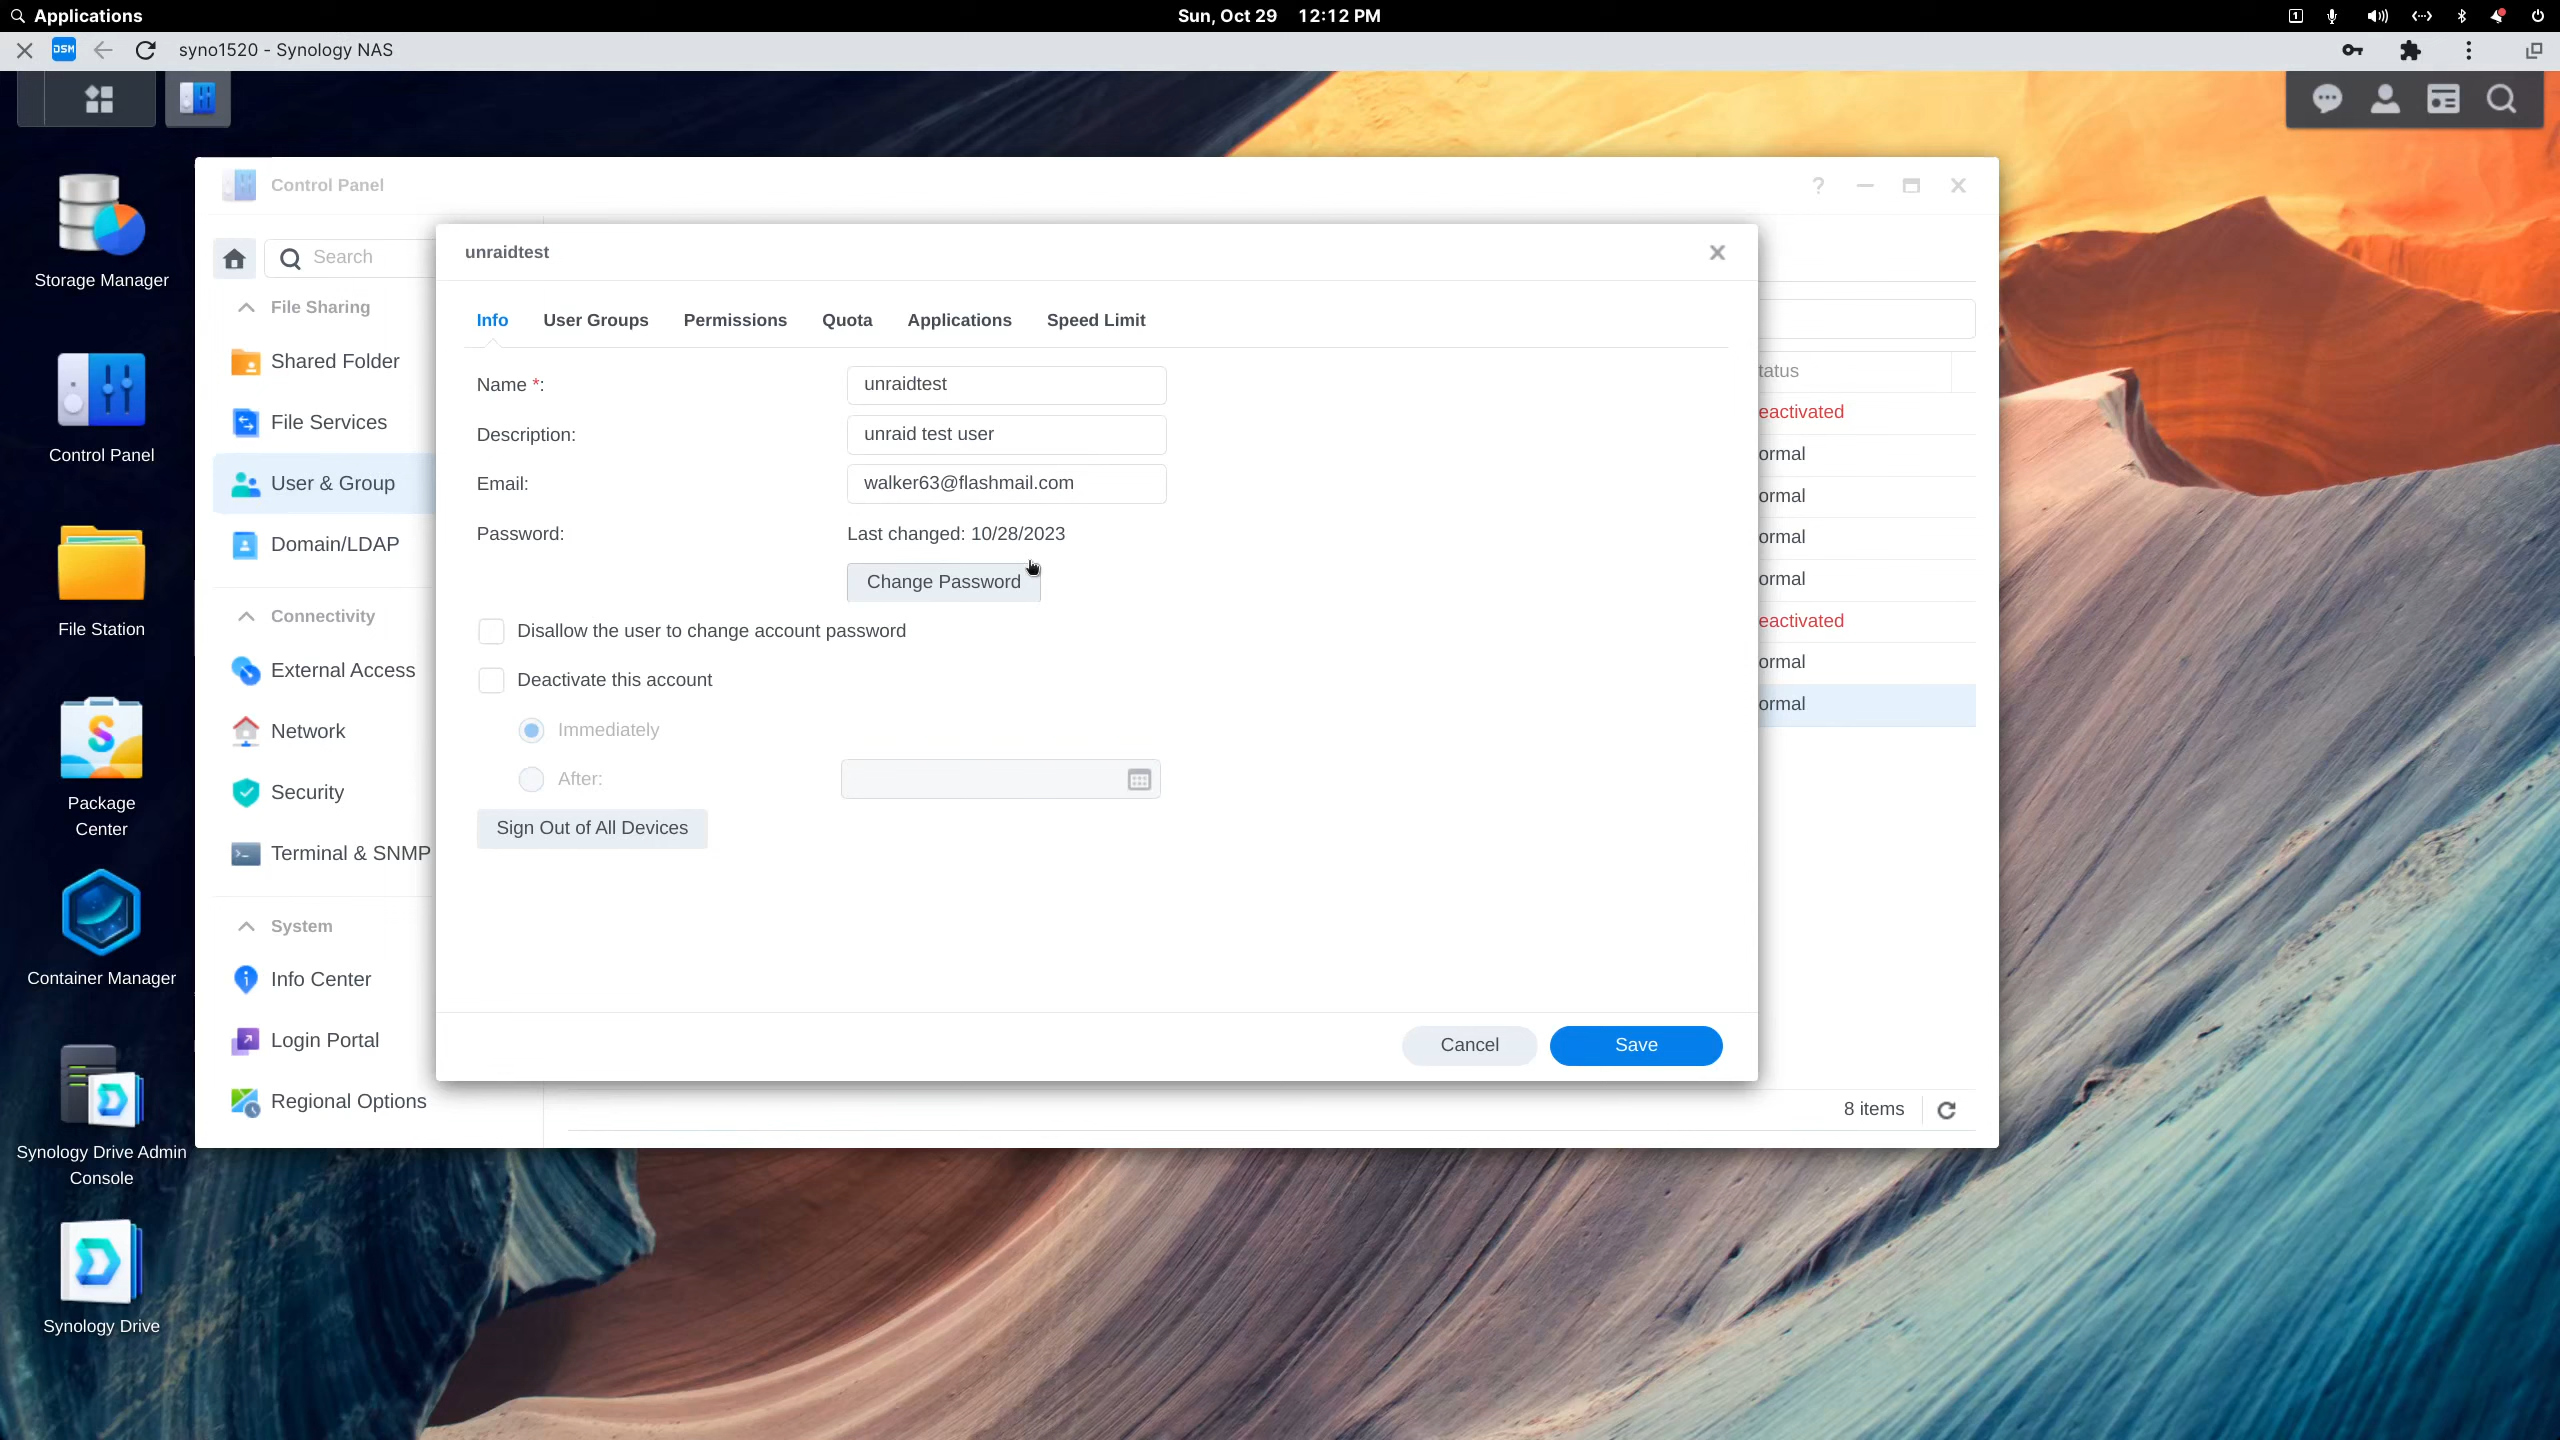 Applications
Sun, Oct 29 12:12 PM
1
DSM
syno1520 - Synology NAS
Storage Manager
Control Panel
File Station
Package
Center
Container Manager
Synology Drive Admin
Console
Synology Drive
Control Panel
?
Search
File Sharing
Shared Folder
File Services
User & Group
Domain/LDAP
Connectivity
External Access
Network
Security
Terminal & SNMP
System
Info Center
Login Portal
Regional Options
unraidtest
Info
User Groups
Permissions
Quota
Applications
Speed Limit
Name *:
unraidtest
Description:
unraid test user
Email:
walker63@flashmail.com
Password:
Last changed: 10/28/2023
Change Password
Disallow the user to change account password
Deactivate this account
Immediately
After:
Sign Out of All Devices
Cancel
Save
tatus
eactivated
ormal
ormal
ormal
ormal
eactivated
ormal
ormal
8 items